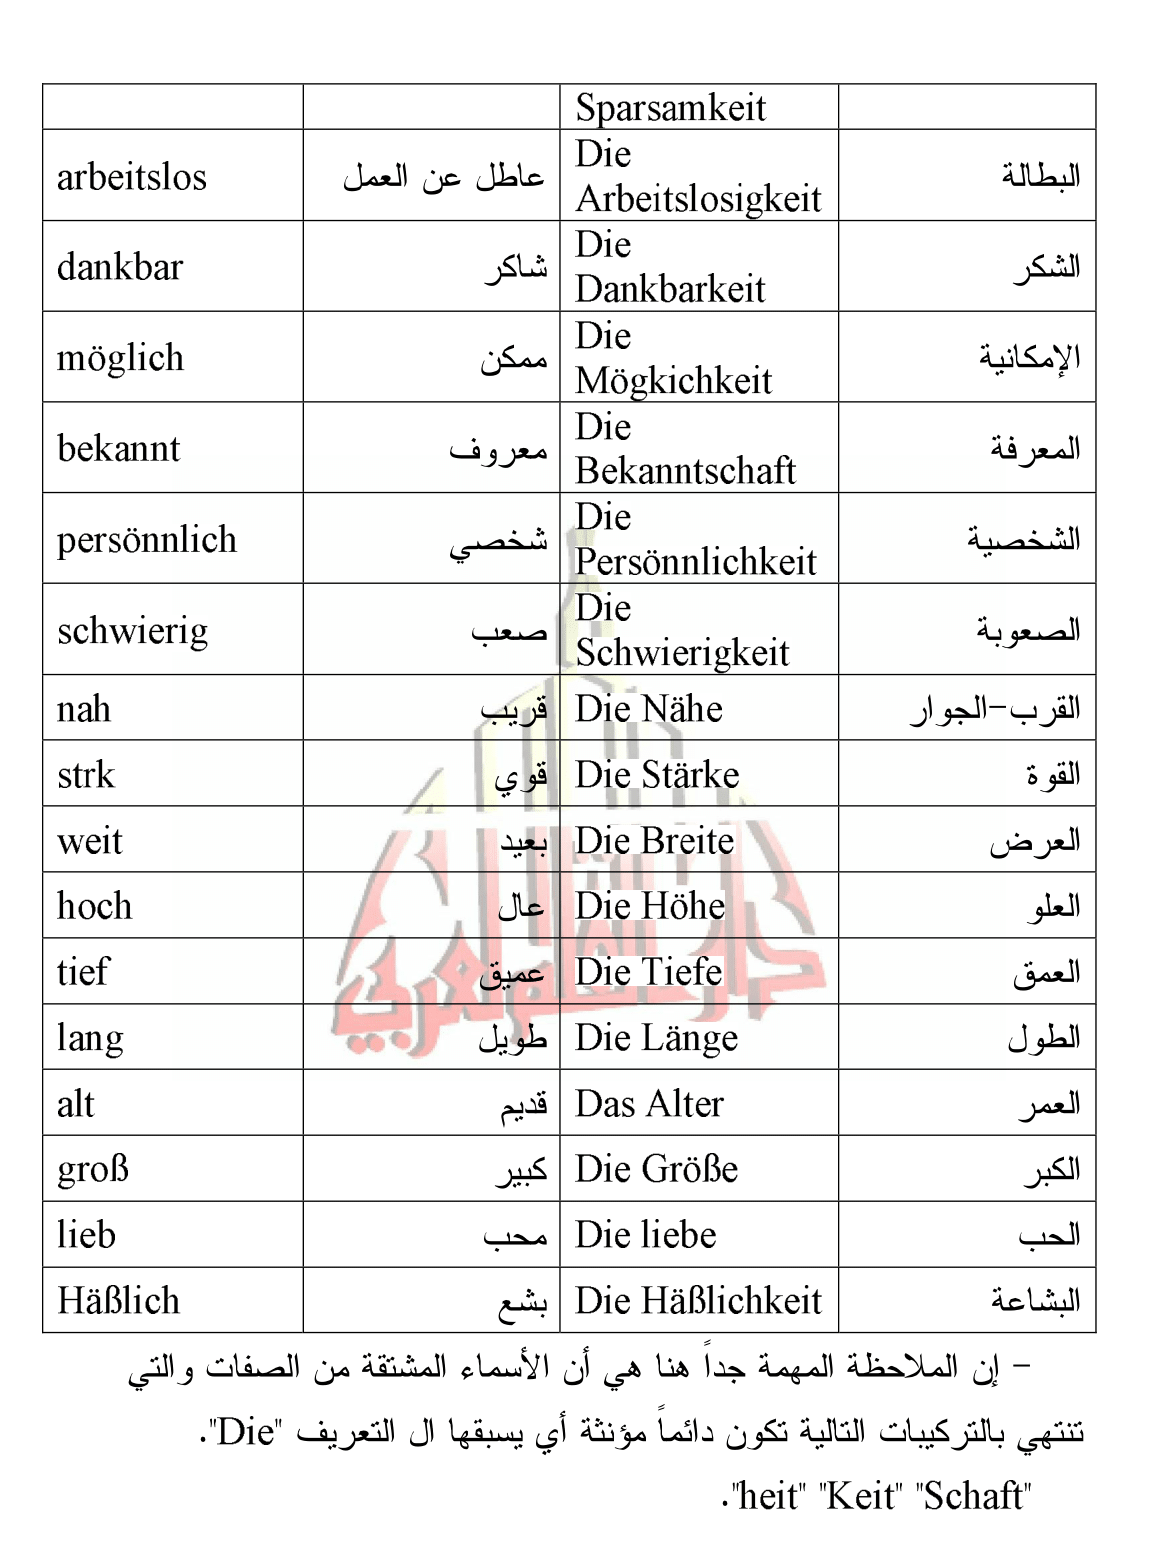 Sparsamkeit
arbeitslos عاطل عن العمل Die البطالة
Arbeitslosigkeit
dankbar شاكر Die الشكر
Dankbarkeit
möglich ممكن Die الإمكانية
Mögkichkeit
bekannt معروف Die المعرفة
Bekanntschaft
persönnlich شخصي Die الشخصية
Persönnlichkeit
schwierig صعب Die الصعوبة
Schwierigkeit
nah قريب Die Nähe القرب-الجوار
strk قوي Die Stärke القوة
weit بعيد Die Breite العرض
hoch عال Die Höhe العلو
tief عميق Die Tiefe العمق
lang طويل Die Länge الطول
alt قديم Das Alter العمر
groß كبير Die Größe الكبر
lieb محب Die liebe الحب
Häßlich بشع Die Häßlichkeit البشاعة
- إن الملاحظة المهمة جداً هنا هي أن الأسماء المشتقة من الصفات والتي
تنتهي بالتركيبات التالية تكون دائماً مؤنثة أي يسبقها ال التعريف "Die".
"heit" "Keit" "Schaft".